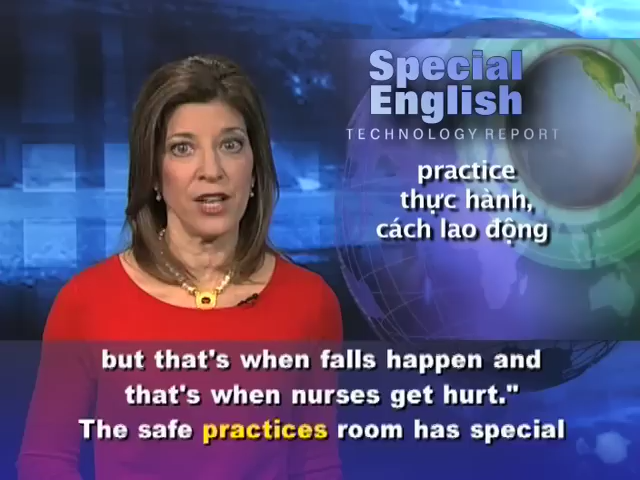 Special
English
TECHNOLOGY REPORT
practice
thực hành,
cách lao động
but that's when falls happen and
that's when nurses get hurt."
The safe practices room has special